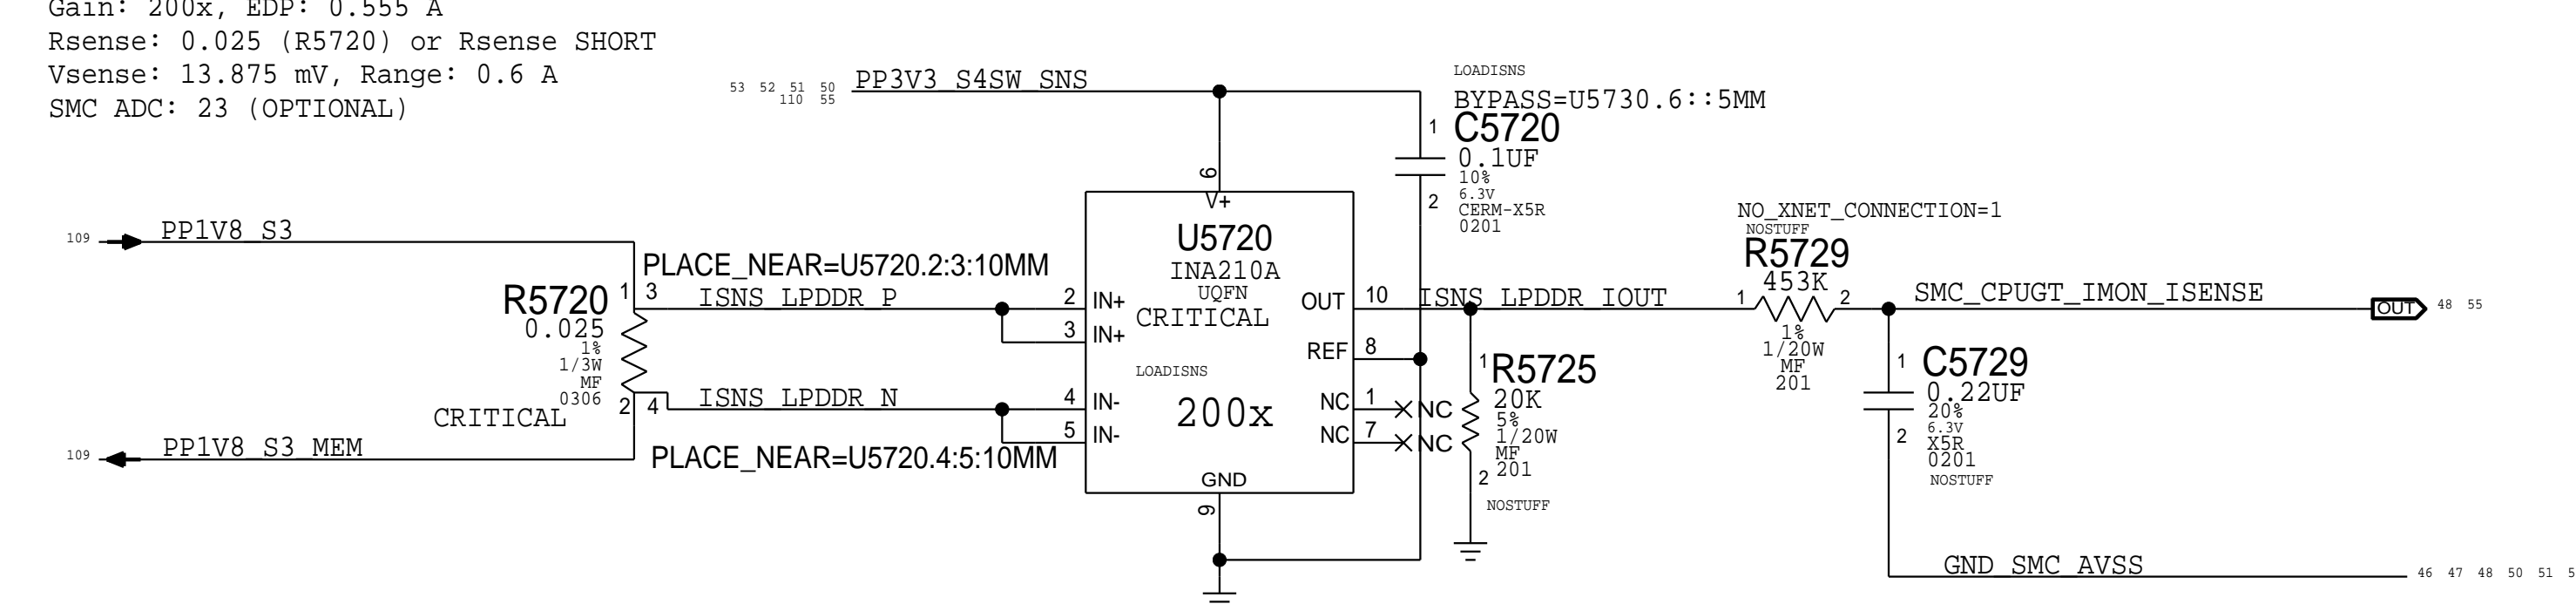 Gain: 200x, EDP: 0.555 A
Rsense: 0.025 (R5720) or Rsense SHORT
Vsense: 13.875 mV, Range: 0.6 A
SMC ADC: 23 (OPTIONAL)
53 52 51 50
110 55
PP3V3_S4SW_SNS
LOADISNS
BYPASS=U5730.6::5MM
1
C5720
0.1UF
10%
6.3V
CERM-X5R
0201
2
6
V+
U5720
INA210A
UQFN
CRITICAL
LOADISNS
200x
109
PP1V8_S3
PLACE_NEAR=U5720.2:3:10MM
R5720
1 3
0.025
1%
1/3W
MF
0306
CRITICAL
2 4
ISNS_LPDDR_P
2 IN+
3 IN+
ISNS_LPDDR_N
4 IN-
5 IN-
PLACE_NEAR=U5720.4:5:10MM
109
PP1V8_S3_MEM
OUT 10
REF 8
NC 1 NC
NC 7 NC
GND
9
ISNS_LPDDR_IOUT
1
R5725
20K
5%
1/20W
MF
201
2
NOSTUFF
NO_XNET_CONNECTION=1
NOSTUFF
R5729
453K
1 2
1%
1/20W
MF
201
SMC_CPUGT_IMON_ISENSE
OUT
48 55
1
C5729
0.22UF
20%
6.3V
X5R
0201
2
NOSTUFF
GND_SMC_AVSS
46 47 48 50 51 5